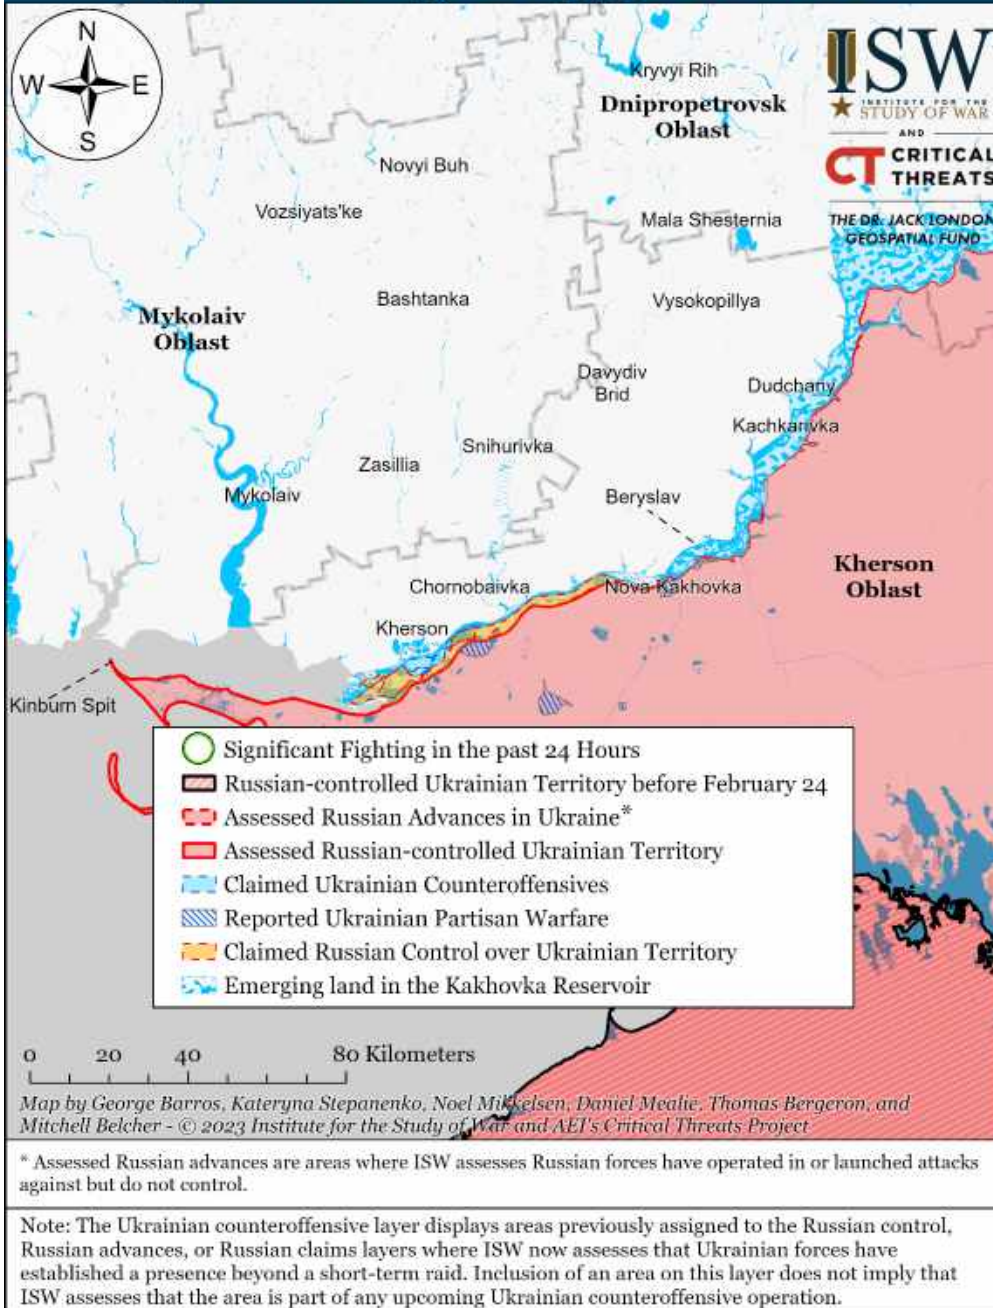 N
W E
S
ISW
INSTITUTE FOR THE
STUDY OF WAR
AND
CT CRITICAL
THREATS
THE DR. JACK LONDON
GEOSPATIAL FUND
Kryvyi Rih
Dnipropetrovsk
Oblast
Novyi Buh
Vozsiyats'ke
Mala Shesternia
Bashtanka
Vysokopillya
Mykolaiv
Oblast
Davydiv
Brid
Dudchany
Kachkarivka
Snihurivka
Zasillia
Mykolaiv
Beryslav
Kherson
Oblast
Chornobaivka
Nova Kakhovka
Kherson
Kinburn Spit
Significant Fighting in the past 24 Hours
Russian-controlled Ukrainian Territory before February 24
Assessed Russian Advances in Ukraine*
Assessed Russian-controlled Ukrainian Territory
Claimed Ukrainian Counteroffensives
Reported Ukrainian Partisan Warfare
Claimed Russian Control over Ukrainian Territory
Emerging land in the Kakhovka Reservoir
0 20 40 80 Kilometers
Map by George Barros, Kateryna Stepanenko, Noel Mikkelsen, Daniel Mealie, Thomas Bergeron, and
Mitchell Belcher - © 2023 Institute for the Study of War and AEI's Critical Threats Project
* Assessed Russian advances are areas where ISW assesses Russian forces have operated in or launched attacks
against but do not control.
Note: The Ukrainian counteroffensive layer displays areas previously assigned to the Russian control,
Russian advances, or Russian claims layers where ISW now assesses that Ukrainian forces have
established a presence beyond a short-term raid. Inclusion of an area on this layer does not imply that
ISW assesses that the area is part of any upcoming Ukrainian counteroffensive operation.